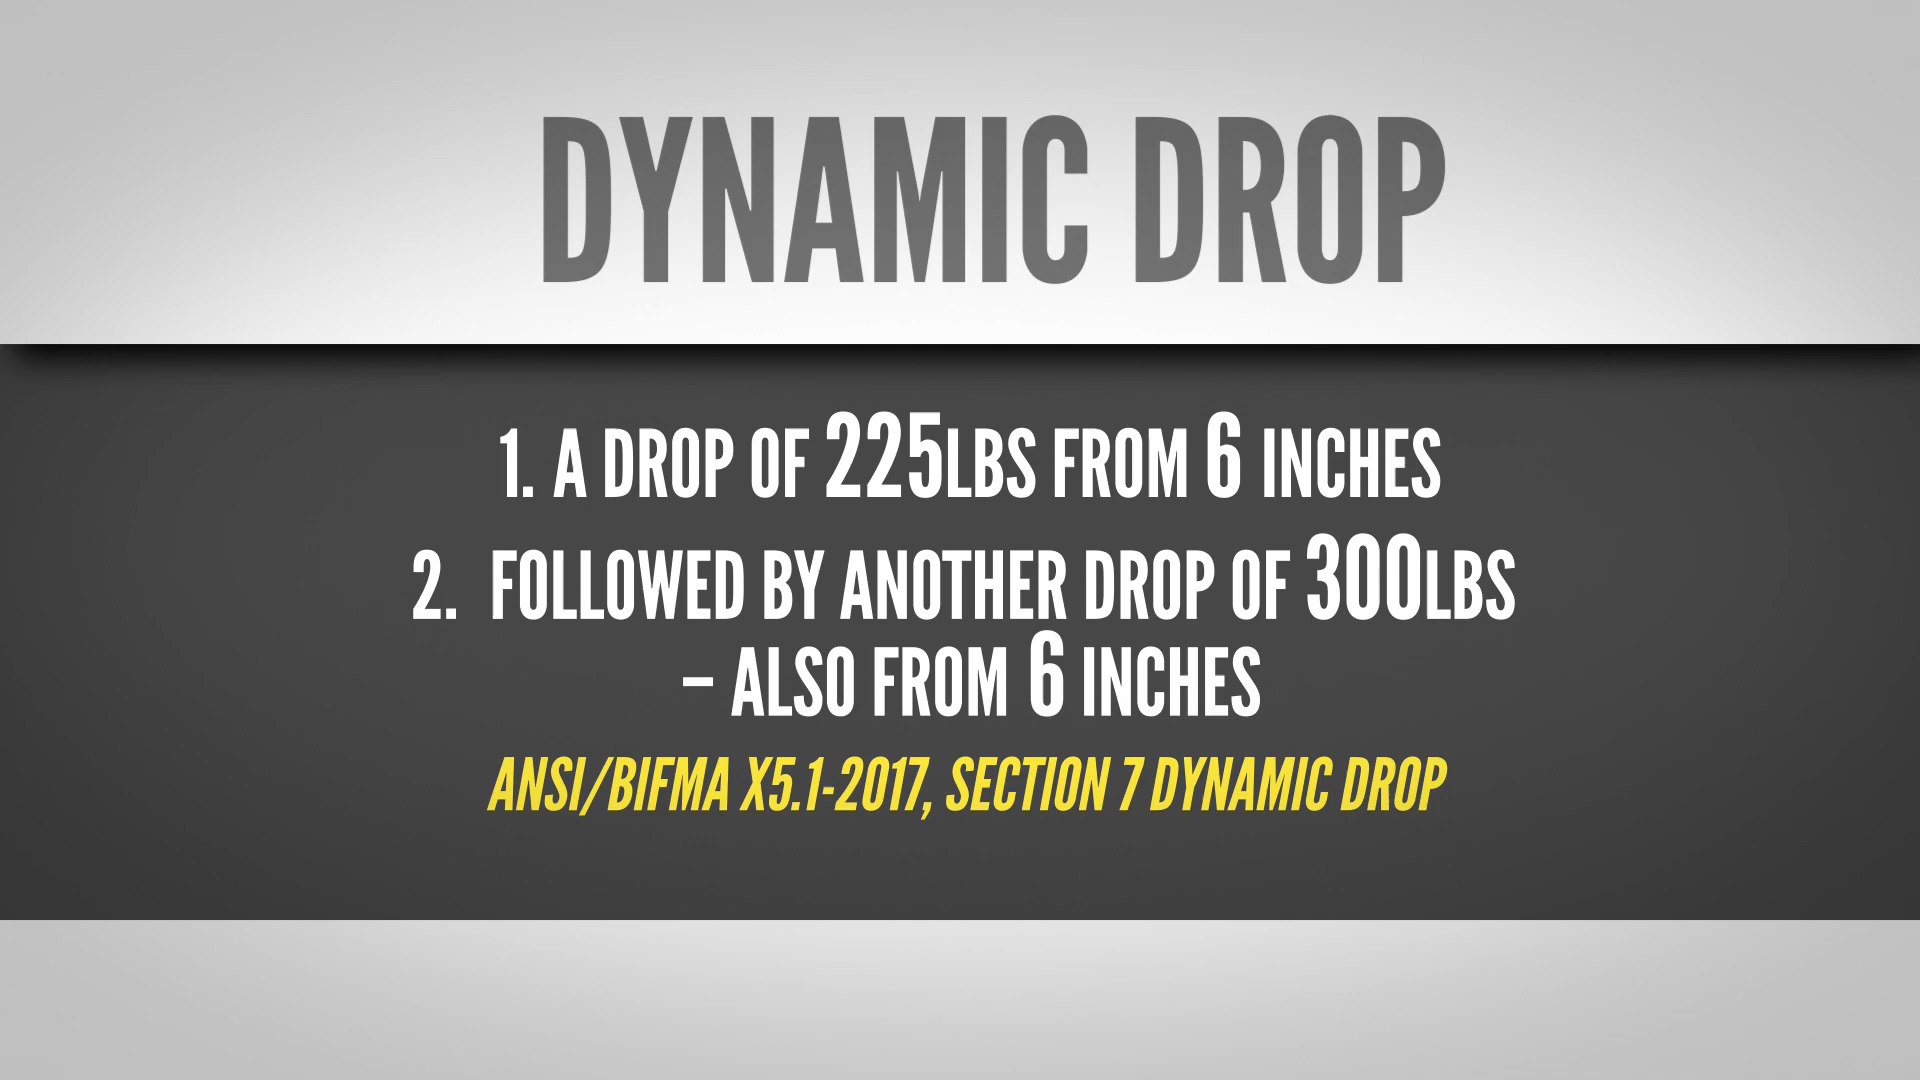 DYNAMIC DROP
1. A DROP OF 225LBS FROM 6 INCHES
2. FOLLOWED BY ANOTHER DROP OF 300LBS
– ALSO FROM 6 INCHES
ANSI/BIFMA X5.1-2017, SECTION 7 DYNAMIC DROP